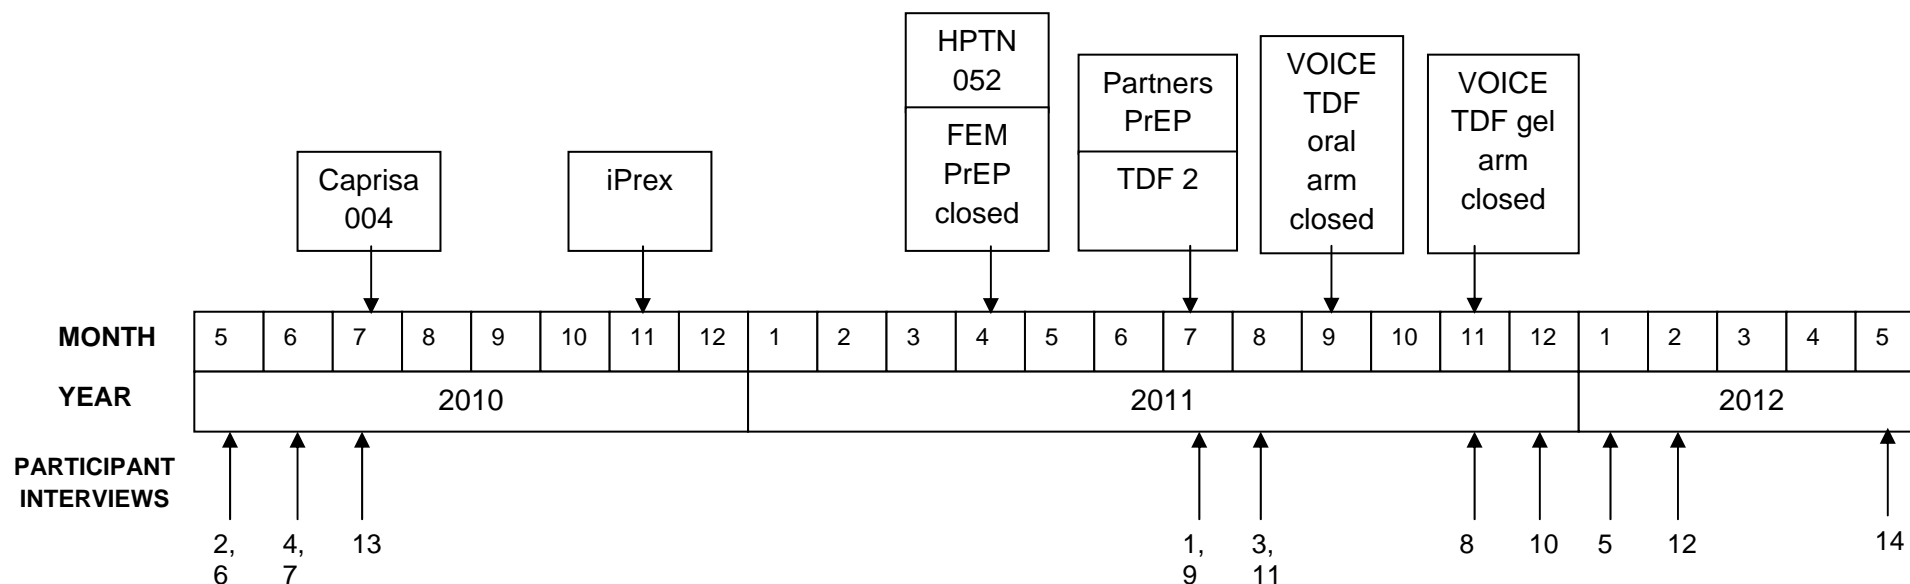 HPTN
052
FEM
PrEP
closed
Partners
PrEP
TDF 2
VOICE
TDF
oral
arm
closed
VOICE
TDF gel
arm
closed
Caprisa
004
iPrex
MONTH
5 6 7 8 9 10 11 12 1 2 3 4 5 6 7 8 9 10 11 12 1 2 3 4 5
YEAR
2010 2011 2012
PARTICIPANT
INTERVIEWS
2,
6
4,
7
13
1,
9
3,
11
8
10
5
12
14